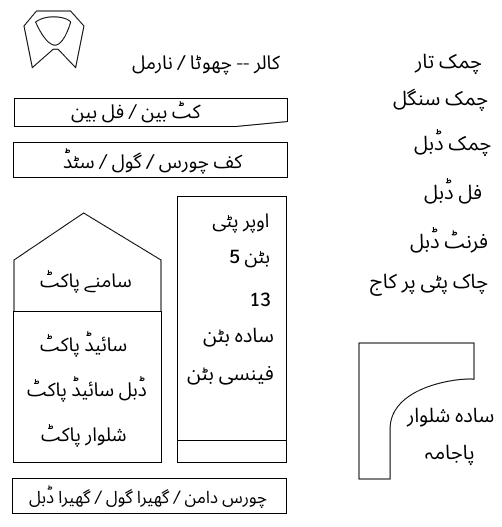 کالر -- چھوٹا / نارمل
کٹ بین / فل بین
کف چورس / گول / سٹڈ
اوپر پٹی
بٹن 5
13
سادہ بٹن
فینسی بٹن
سامنے پاکٹ
سائیڈ پاکٹ
ڈبل سائیڈ پاکٹ
شلوار پاکٹ
چورس دامن / گھیرا گول / گھیرا ڈبل
چمک تار
چمک سنگل
چمک ڈبل
فل ڈبل
فرنٹ ڈبل
چاک پٹی پر کاج
سادہ شلوار
پاجامہ